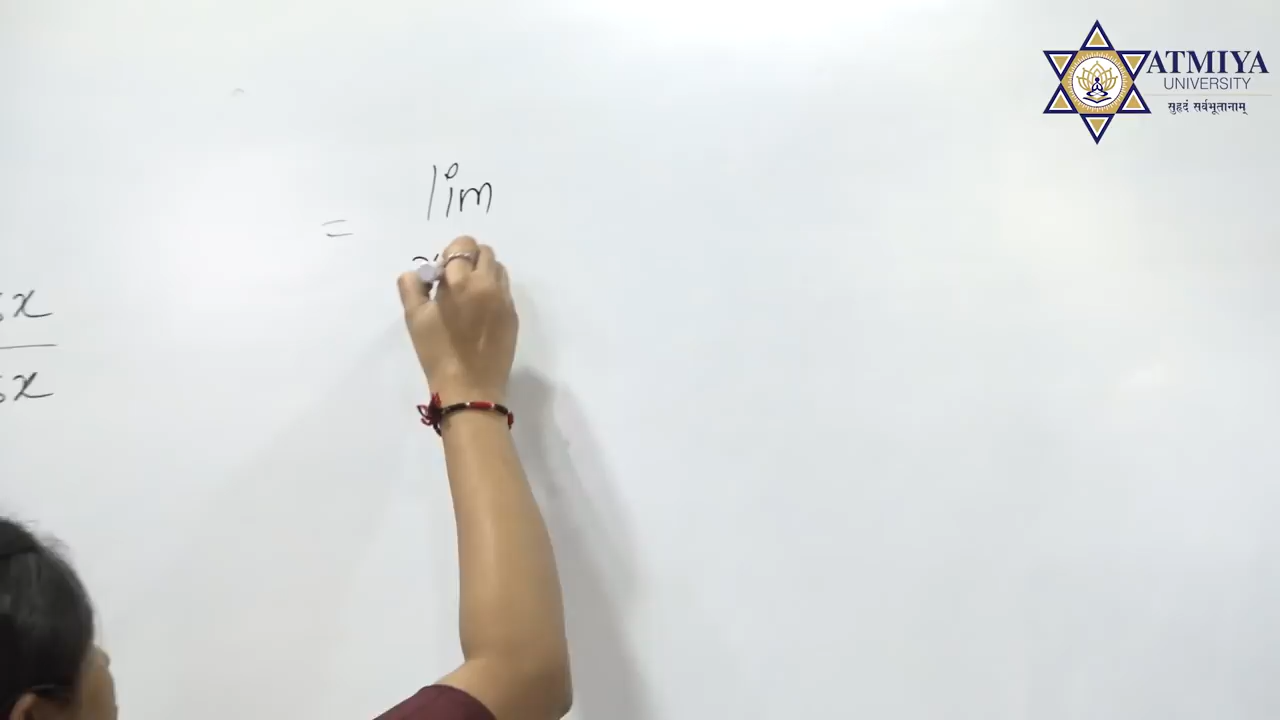 ATMIYA
UNIVERSITY
सुहृदं सर्वभूतानाम्
= lim
x
x